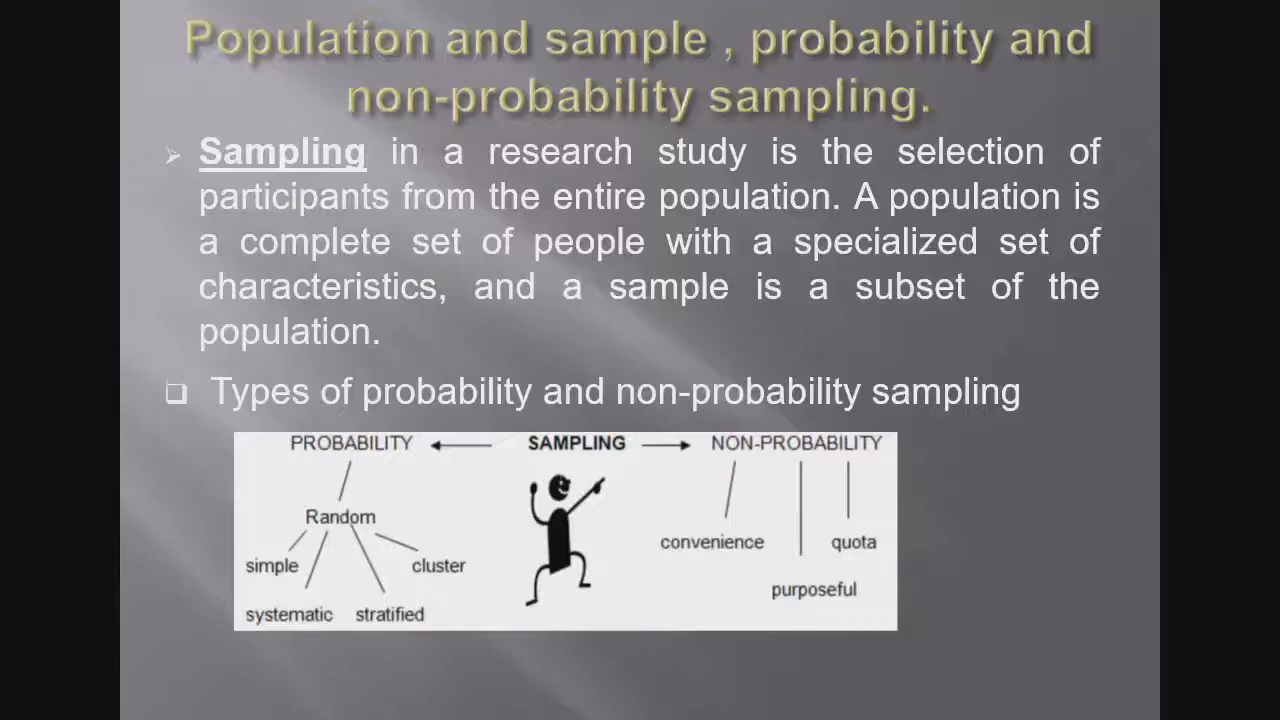 Population and sample , probability and
non-probability sampling.
Sampling in a research study is the selection of
participants from the entire population. A population is
a complete set of people with a specialized set of
characteristics, and a sample is a subset of the
population.
Types of probability and non-probability sampling
PROBABILITY SAMPLING NON-PROBABILITY
Random
convenience quota
simple cluster
purposeful
systematic stratified